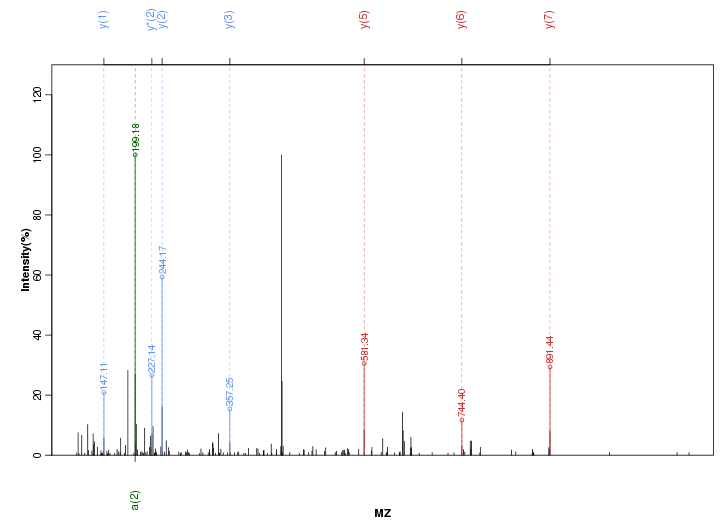 y(1)
y*(2)
y(2)
y(3)
y(5)
y(6)
y(7)
120
100
80
60
40
20
0
Intensity(%)
199.18
244.17
227.14
147.11
357.25
581.34
744.40
891.44
a(2)
MZ